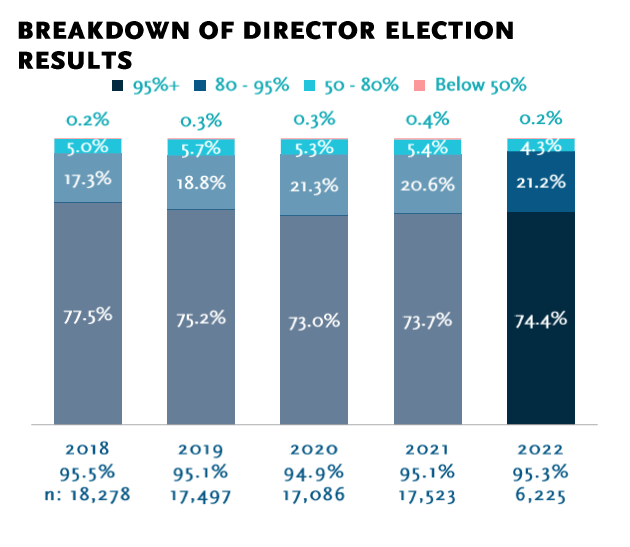 BREAKDOWN OF DIRECTOR ELECTION
RESULTS
95%+ 80 - 95% 50 - 80% Below 50%
0.2% 0.3% 0.3% 0.4% 0.2%
5.0% 5.7% 5.3% 5.4% 4.3%
17.3% 18.8% 21.3% 20.6% 21.2%
77.5% 75.2% 73.0% 73.7% 74.4%
2018 2019 2020 2021 2022
95.5% 95.1% 94.9% 95.1% 95.3%
n: 18,278 17,497 17,086 17,523 6,225